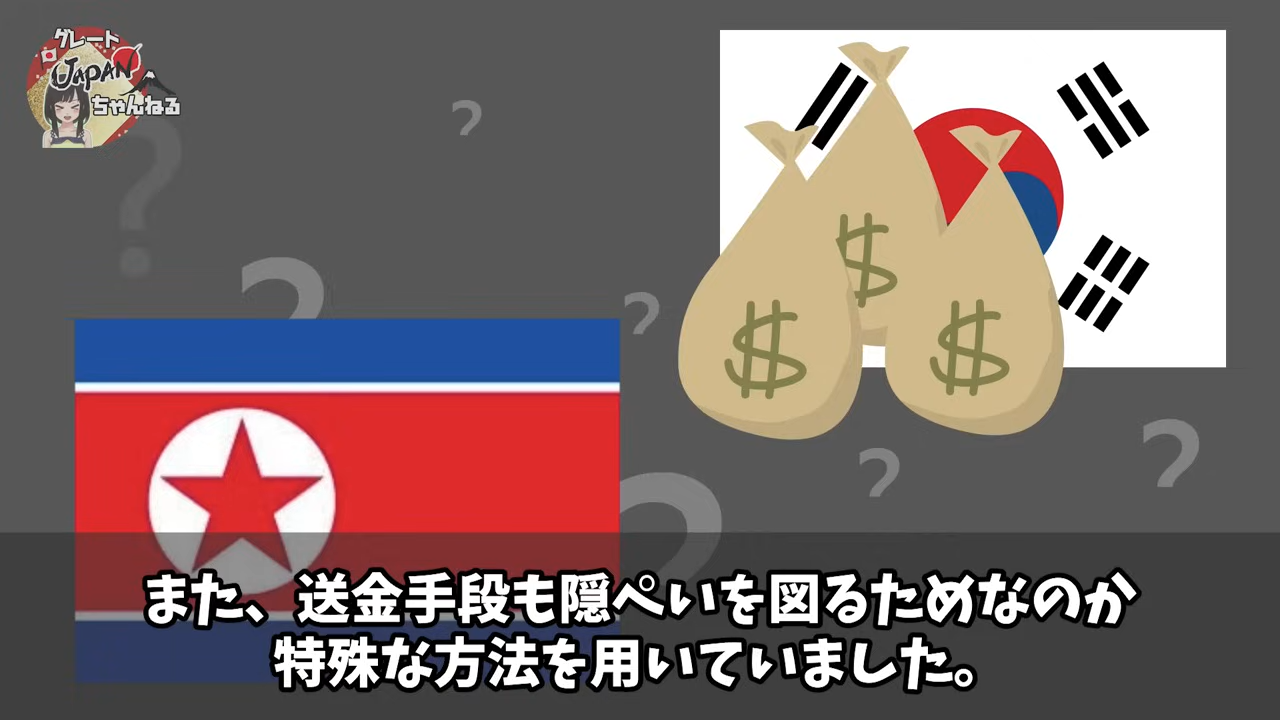 グレート
JAPAN
ちゃんねる
$
$
$
また、送金手段も隠ぺいを図るためなのか
特殊な方法を用いていました。